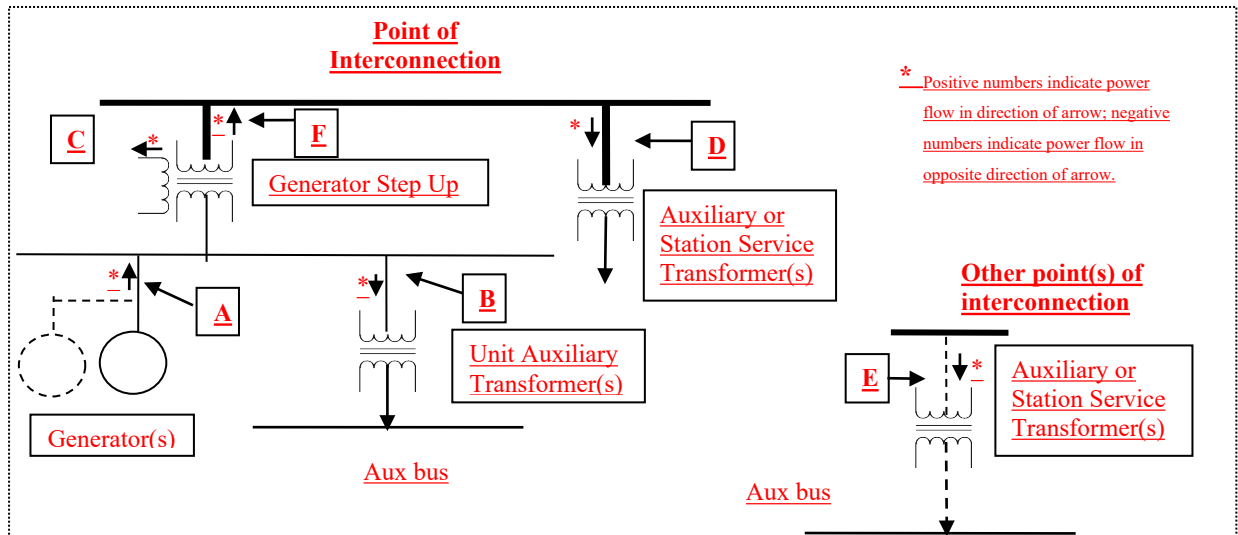 Point of
Interconnection
* Positive numbers indicate power
flow in direction of arrow; negative
numbers indicate power flow in
opposite direction of arrow.
C
*
*
F
*
D
Generator Step Up
Auxiliary or
Station Service
Transformer(s)
Other point(s) of
interconnection
*
A
*
B
Unit Auxiliary
Transformer(s)
E
*
Auxiliary or
Station Service
Transformer(s)
Generator(s)
Aux bus
Aux bus